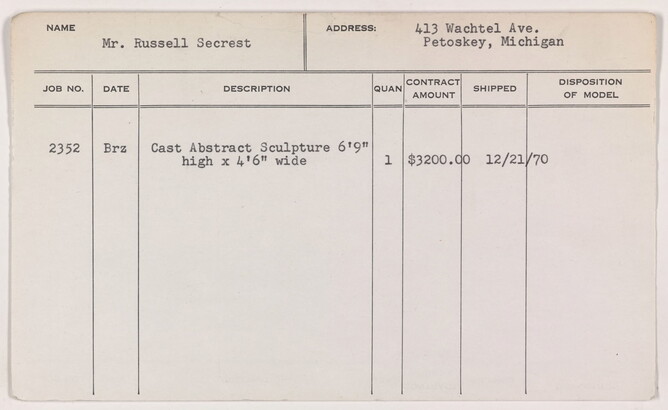 NAME Mr. Russell Secrest ADDRESS: 413 Wachtel Ave.
Petoskey, Michigan
JOB NO. DATE DESCRIPTION QUAN CONTRACT AMOUNT SHIPPED DISPOSITION OF MODEL
2352 Brz Cast Abstract Sculpture 6'9"
high x 4'6" wide 1 $3200.00 12/21/70